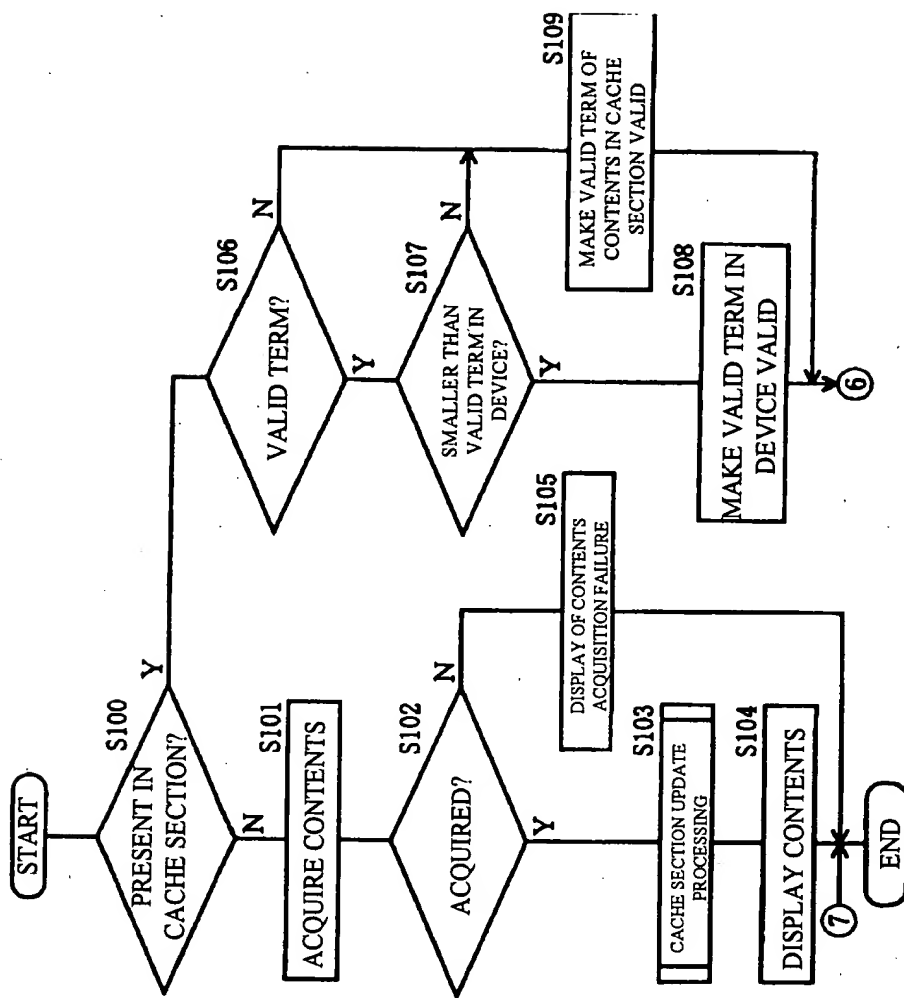 START
S100
PRESENT IN
CACHE SECTION?
Y
N
S101
ACQUIRE CONTENTS
S102
ACQUIRED?
N
Y
S105
DISPLAY OF CONTENTS
ACQUISITION FAILURE
S103
CACHE SECTION UPDATE
PROCESSING
S104
DISPLAY CONTENTS
7
END
S106
VALID TERM?
N
Y
S107
SMALLER THAN
VALID TERM IN
DEVICE?
N
Y
S109
MAKE VALID TERM OF
CONTENTS IN CACHE
SECTION VALID
S108
MAKE VALID TERM IN
DEVICE VALID
6